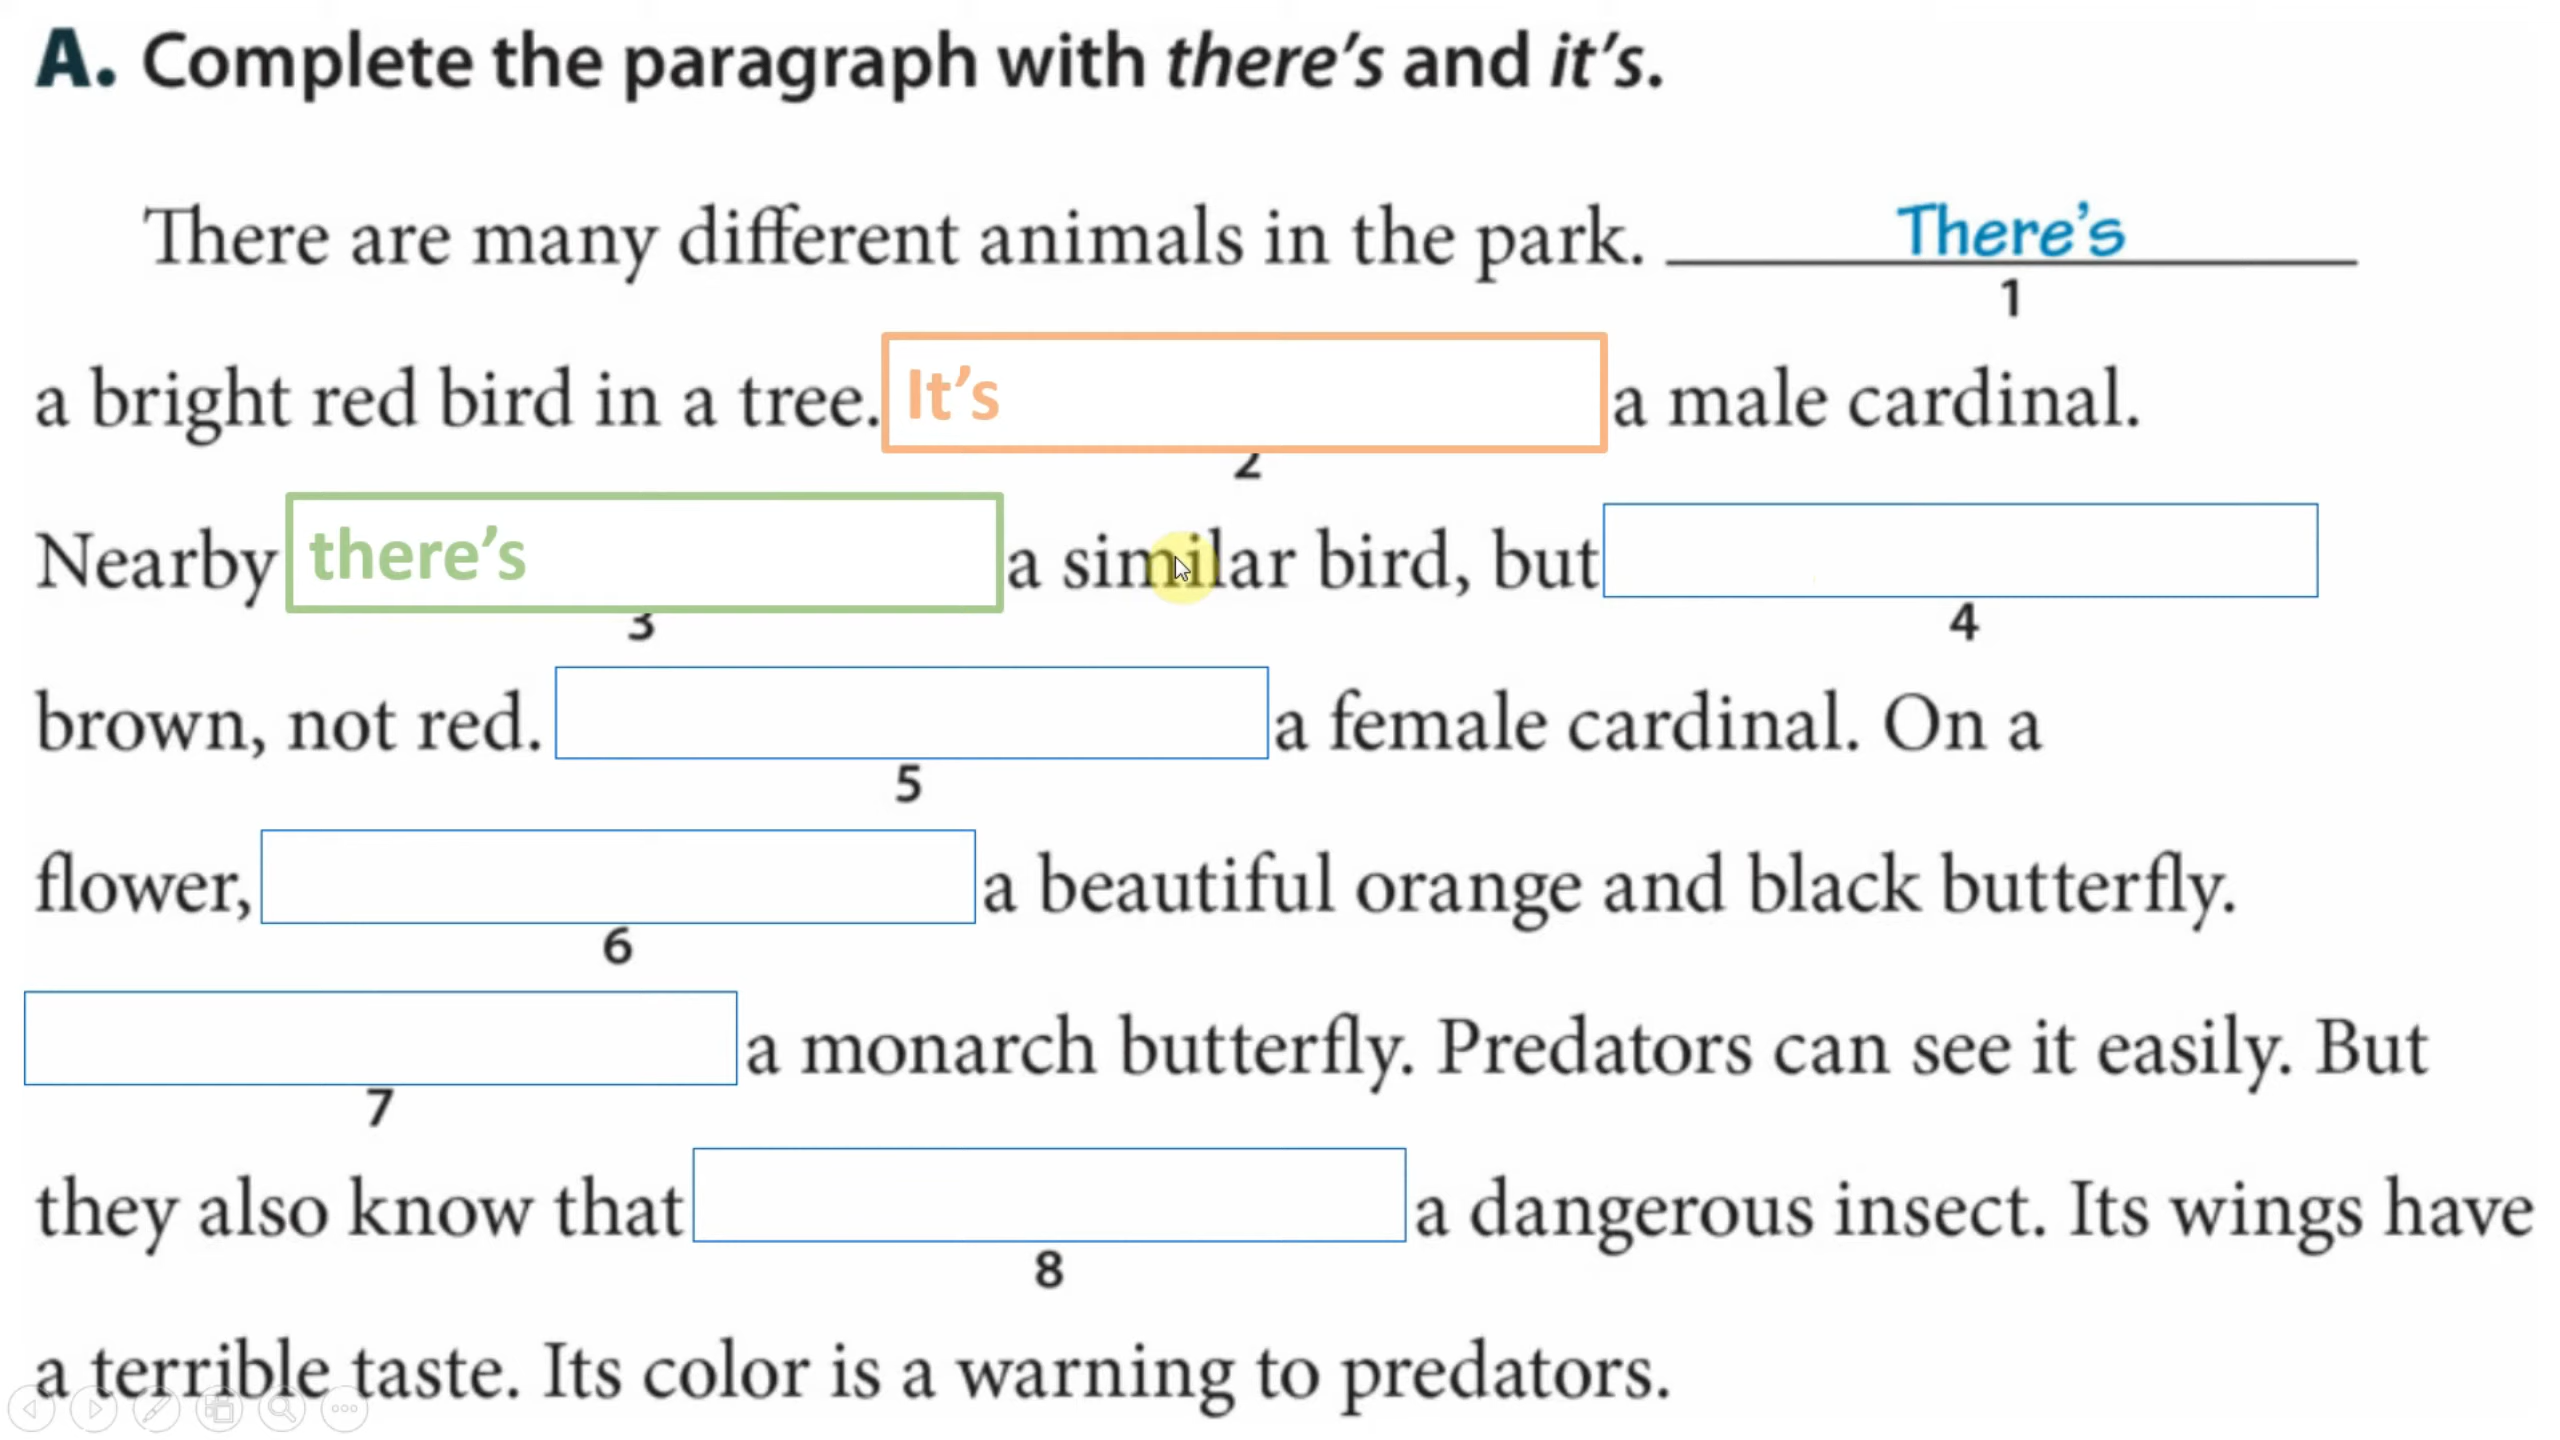 A. Complete the paragraph with there's and it's.
There are many different animals in the park. There's
1
a bright red bird in a tree. It's a male cardinal.
2
Nearby there's a similar bird, but
3 4
brown, not red. a female cardinal. On a
5
flower, a beautiful orange and black butterfly.
6
a monarch butterfly. Predators can see it easily. But
7
they also know that a dangerous insect. Its wings have
8
a terrible taste. Its color is a warning to predators.